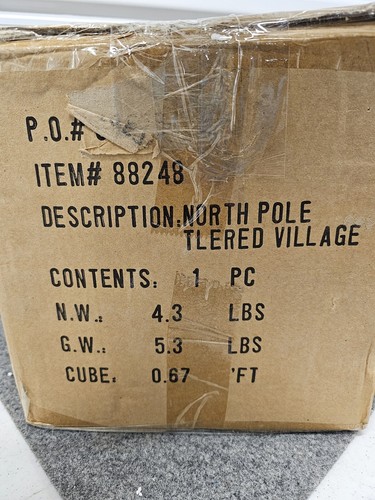 P.O.#
ITEM# 88248
DESCRIPTION:NORTH POLE
TLERED VILLAGE
CONTENTS: 1 PC
N.W.: 4.3 LBS
G.W.: 5.3 LBS
CUBE: 0.67 'FT